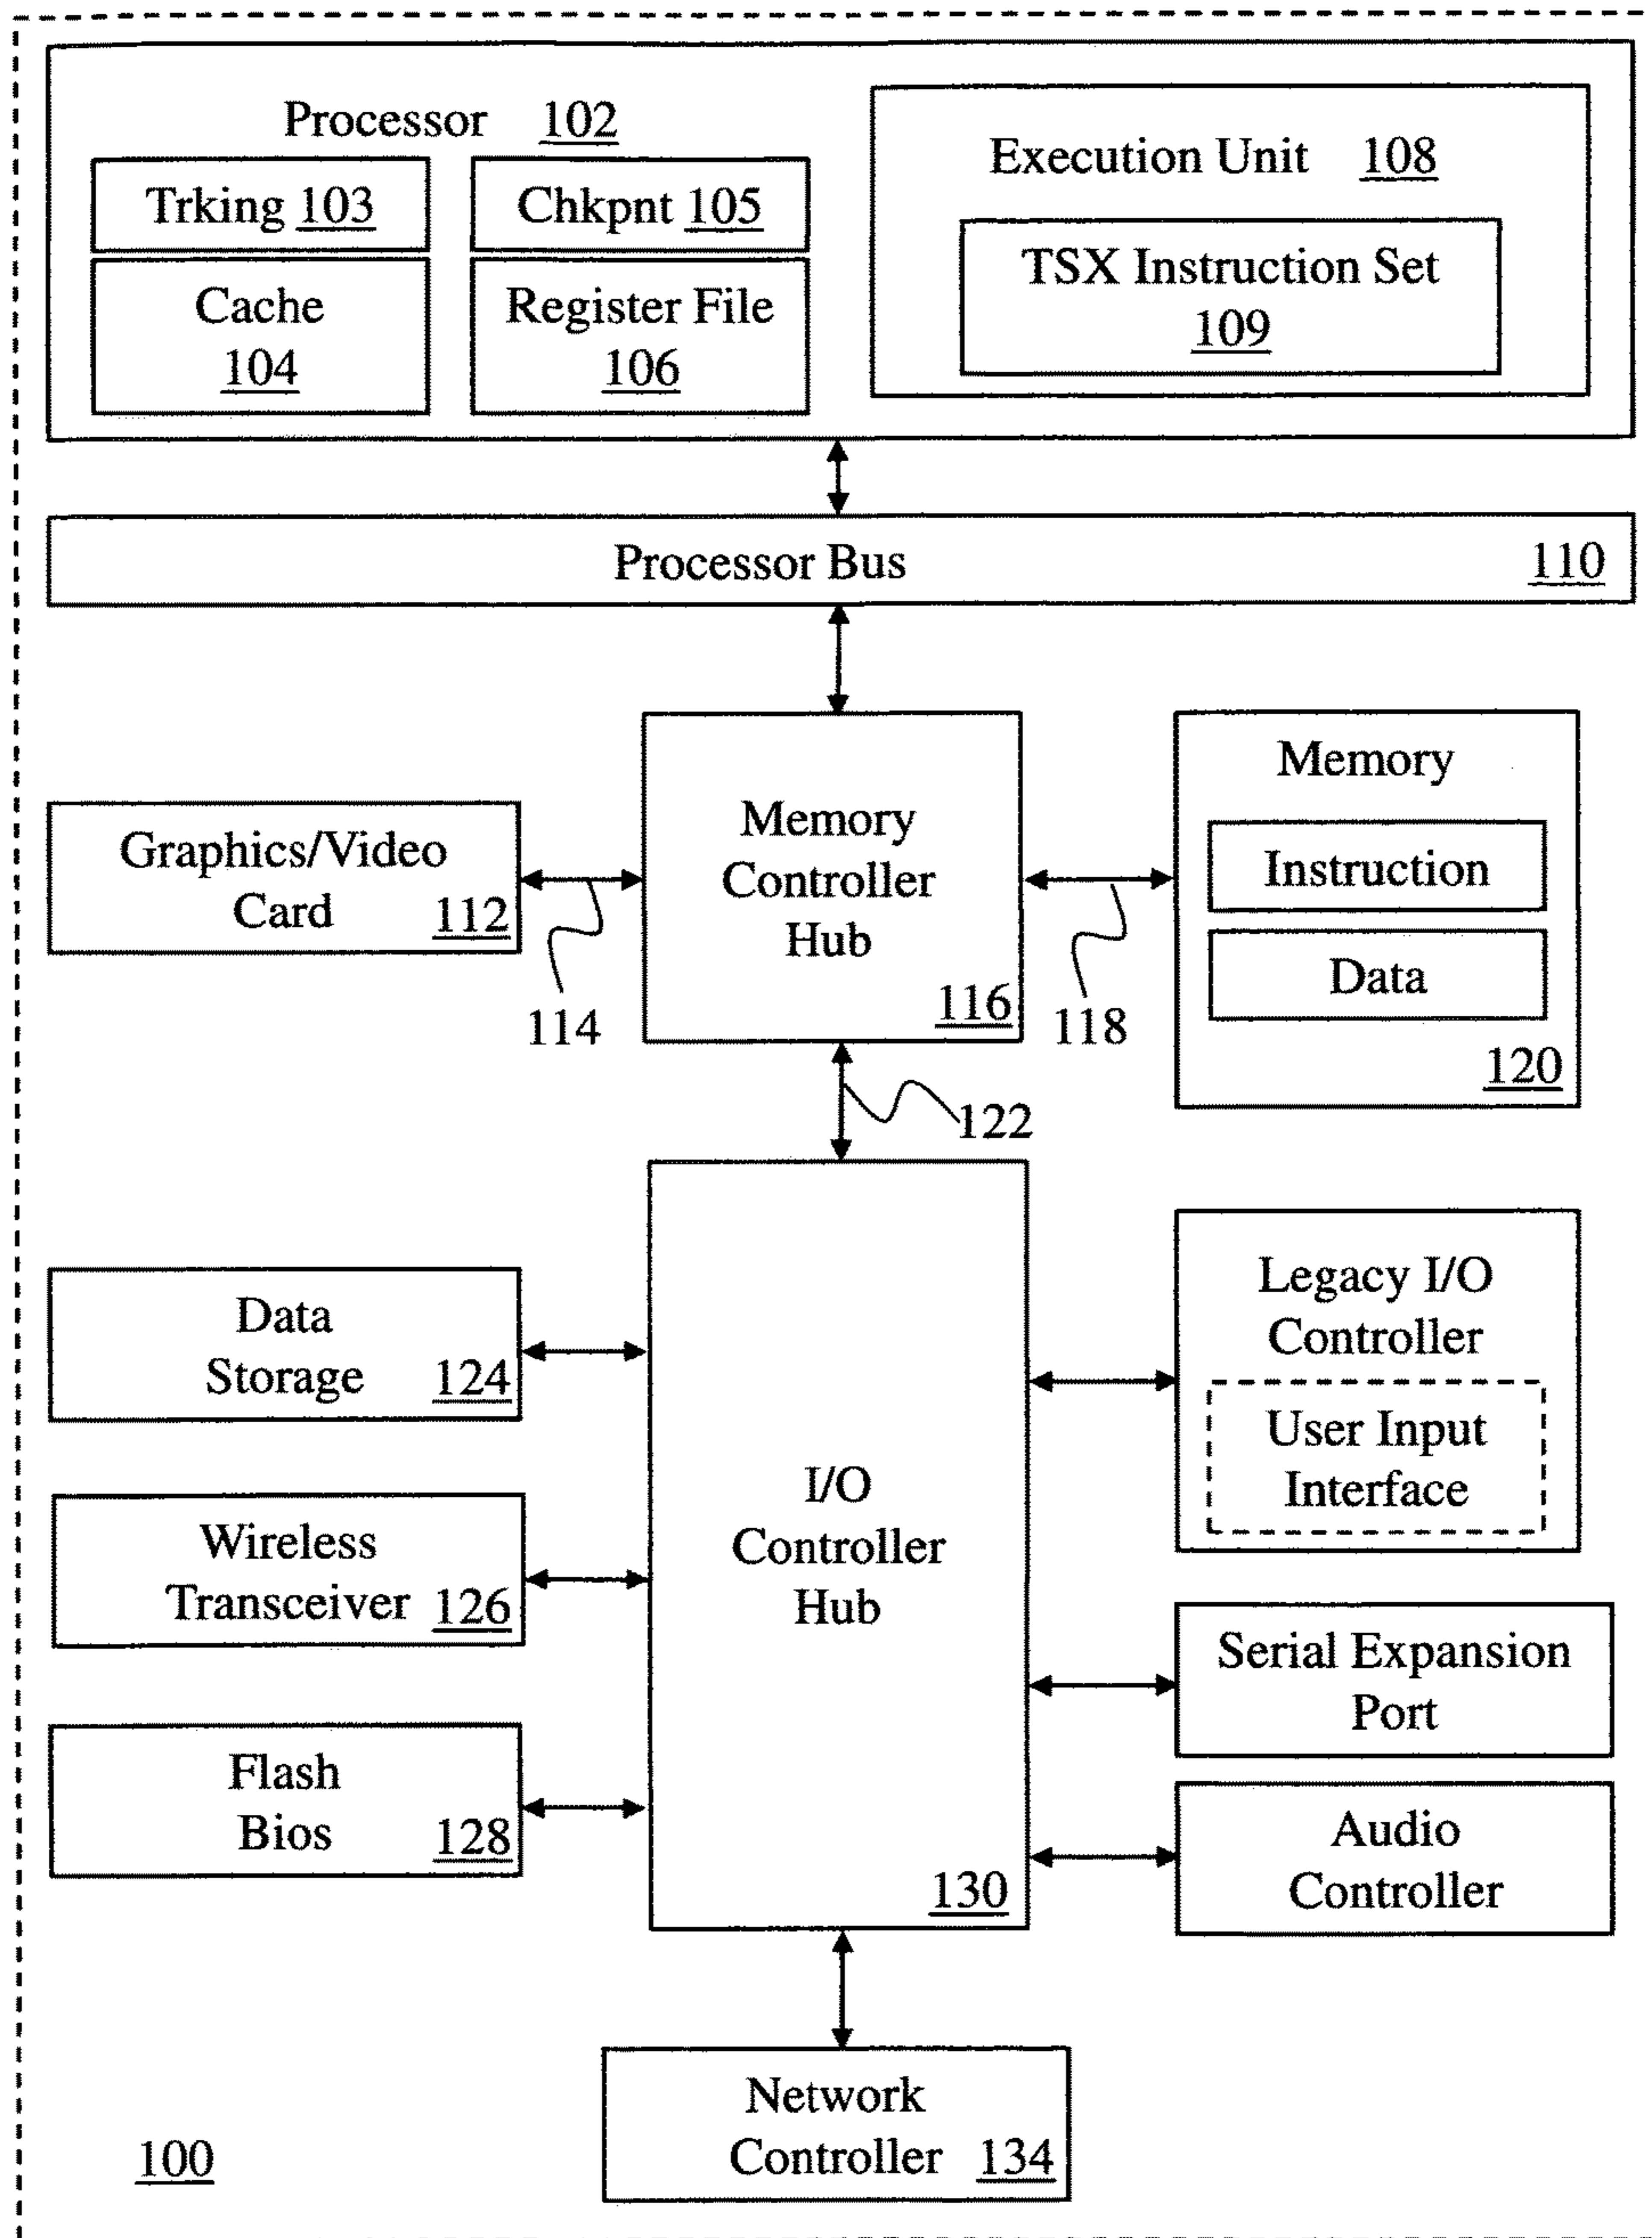 Processor 102
Execution Unit 108
Trking 103
Chkpnt 105
TSX Instruction Set
109
Cache
104
Register File
106
Processor Bus 110
Memory
Controller
Hub
116
Graphics/Video
Card 112
114
118
Memory
Instruction
Data
120
122
Data
Storage 124
Wireless
Transceiver 126
Flash
Bios 128
I/O
Controller
Hub
130
Legacy I/O
Controller
User Input
Interface
Serial Expansion
Port
Audio
Controller
Network
Controller 134
100